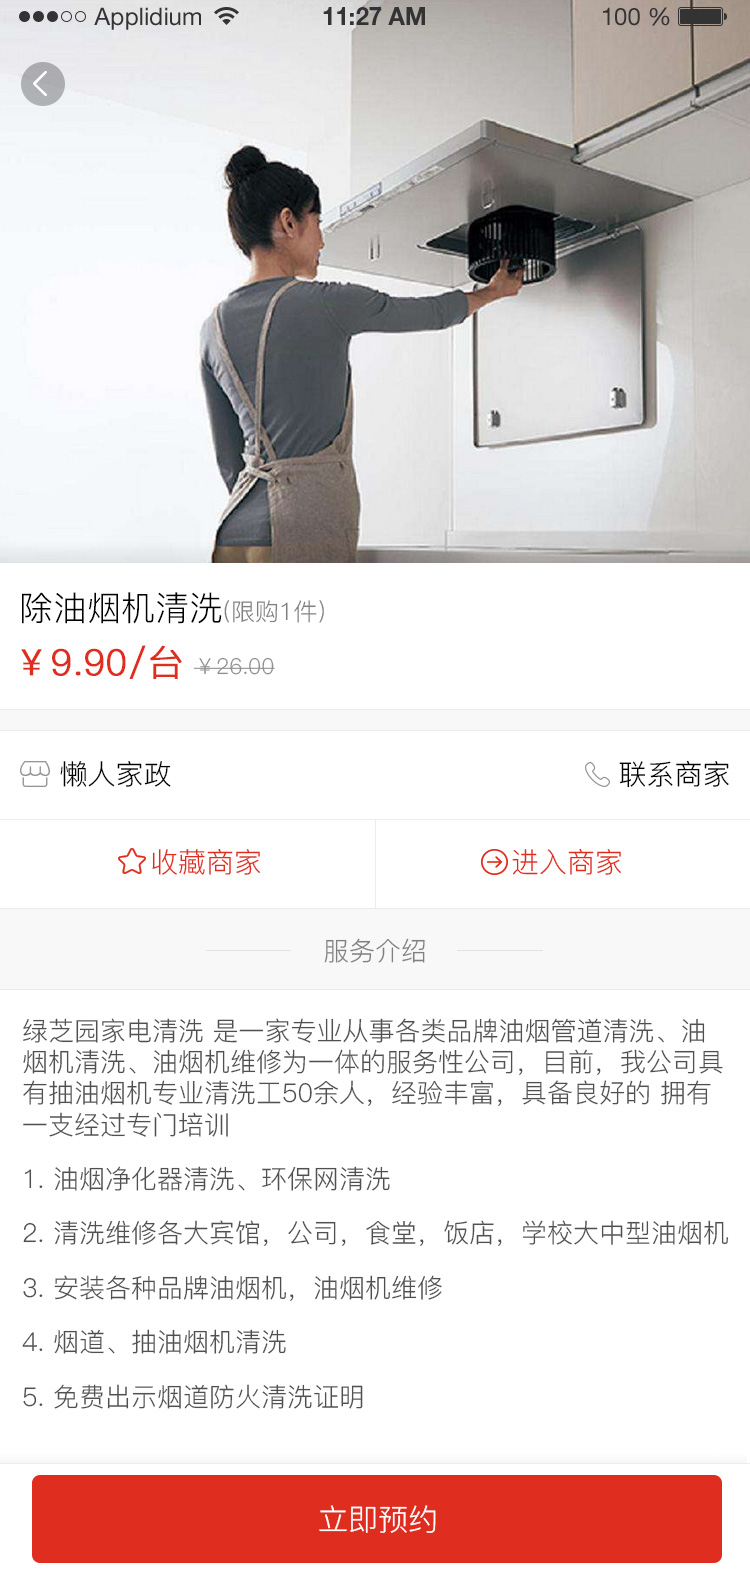 Applidium 11:27 AM 100 %
除油烟机清洗(限购1件)
¥9.90/台 ¥26.00
懒人家政 联系商家
收藏商家 进入商家
服务介绍
绿芝园家电清洗 是一家专业从事各类品牌油烟管道清洗、油
烟机清洗、油烟机维修为一体的服务性公司，目前，我公司具
有抽油烟机专业清洗工50余人，经验丰富，具备良好的 拥有
一支经过专门培训
1. 油烟净化器清洗、环保网清洗
2. 清洗维修各大宾馆，公司，食堂，饭店，学校大中型油烟机
3. 安装各种品牌油烟机，油烟机维修
4. 烟道、抽油烟机清洗
5. 免费出示烟道防火清洗证明
立即预约